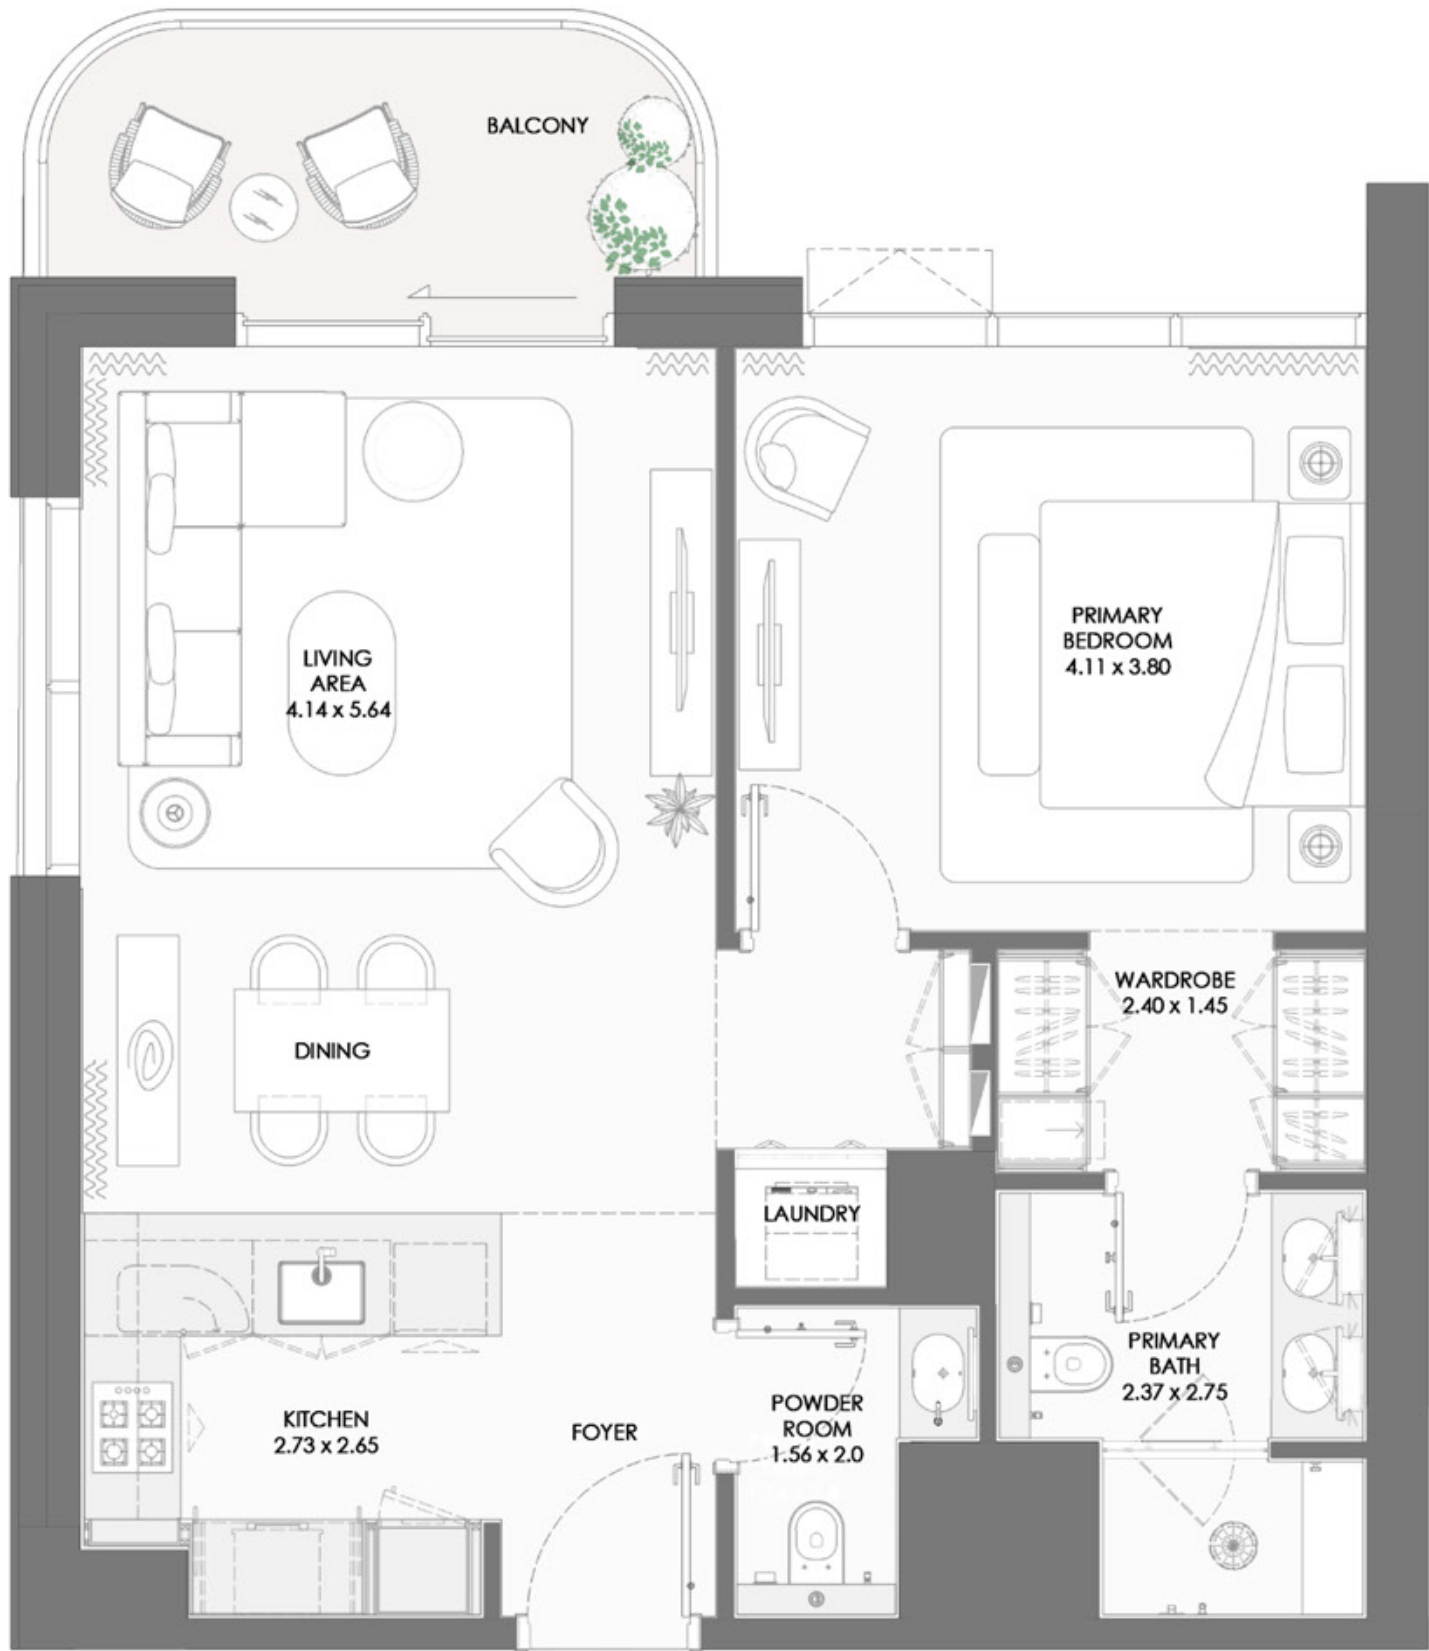 BALCONY
LIVING
AREA
4.14 x 5.64
PRIMARY
BEDROOM
4.11 x 3.80
DINING
WARDROBE
2.40 x 1.45
LAUNDRY
KITCHEN
2.73 x 2.65
FOYER
POWDER
ROOM
1.56 x 2.0
PRIMARY
BATH
2.37 x 2.75